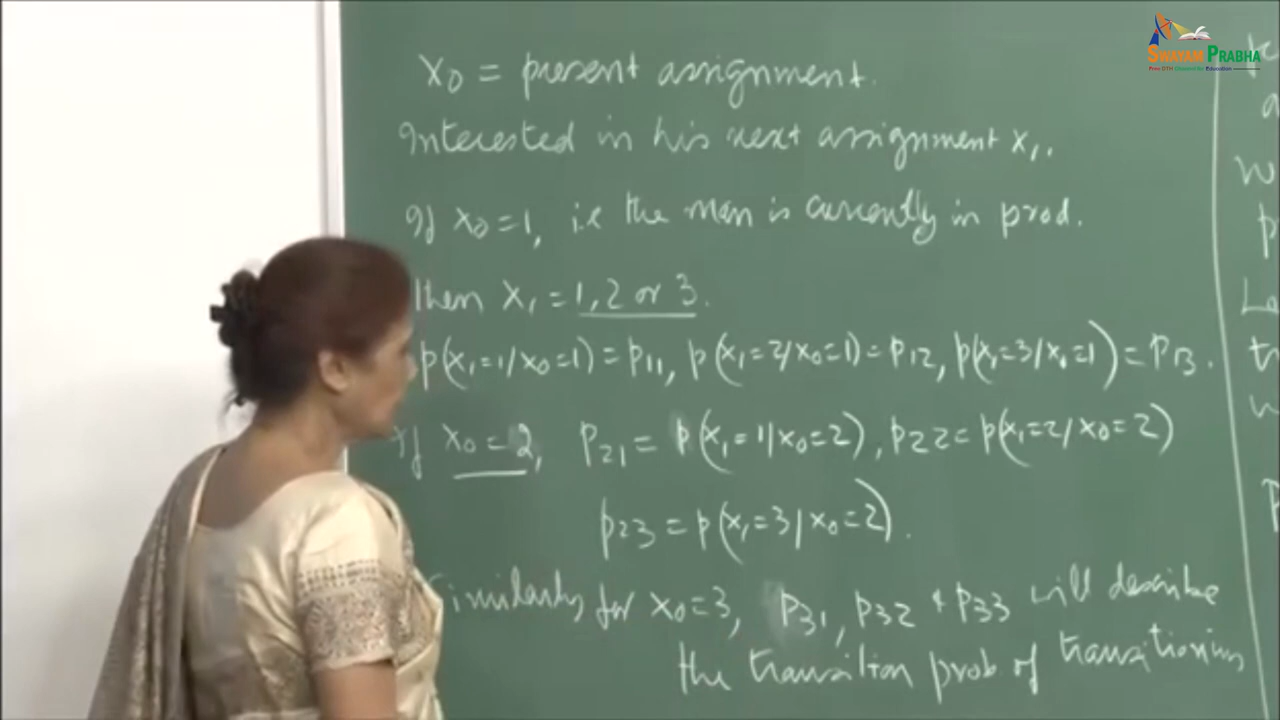 SWAYAM PRABHA
X0 = present assignment.
Interested in his next assignment X1.
If X0=1, i.e the man is currently in prod.
Then X1 = 1, 2 or 3.
p(X1=1/X0=1) = P11, p(X1=2/X0=1) = P12, p(X1=3/X0=1) = P13.
If X0=2, P21 = p(X1=1/X0=2), P22 = p(X1=2/X0=2)
P23 = p(X1=3/X0=2).
Similarly for X0=3, P31, P32 + P33 will describe
the transition prob. of transitioning